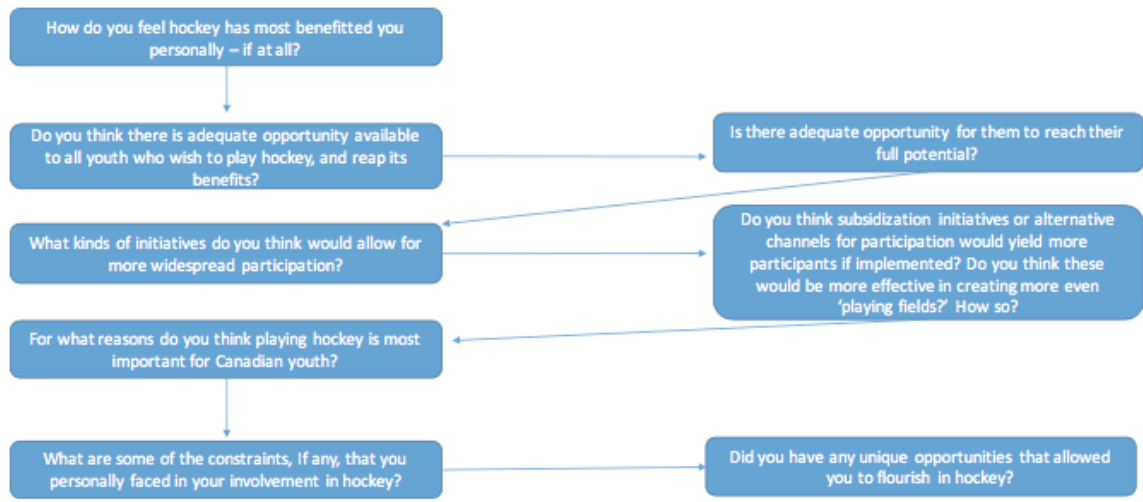 How do you feel hockey has most benefitted you
personally – if at all?
Do you think there is adequate opportunity available
to all youth who wish to play hockey, and reap its
benefits?
Is there adequate opportunity for them to reach their
full potential?
What kinds of initiatives do you think would allow for
more widespread participation?
Do you think subsidization initiatives or alternative
channels for participation would yield more
participants if implemented? Do you think these
would be more effective in creating more even
‘playing fields?’ How so?
For what reasons do you think playing hockey is most
important for Canadian youth?
What are some of the constraints, If any, that you
personally faced in your involvement in hockey?
Did you have any unique opportunities that allowed
you to flourish in hockey?